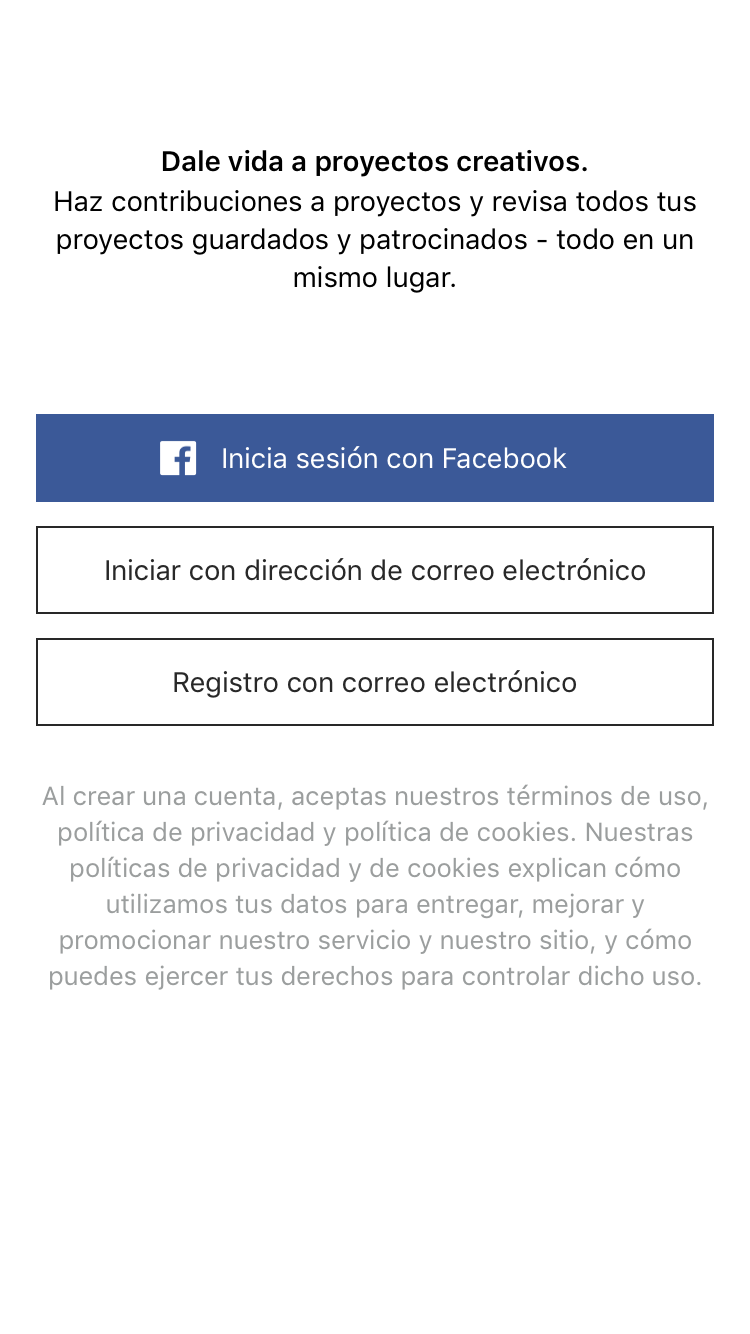 Dale vida a proyectos creativos.
Haz contribuciones a proyectos y revisa todos tus
proyectos guardados y patrocinados - todo en un
mismo lugar.
Inicia sesión con Facebook
Iniciar con dirección de correo electrónico
Registro con correo electrónico
Al crear una cuenta, aceptas nuestros términos de uso,
política de privacidad y política de cookies. Nuestras
políticas de privacidad y de cookies explican cómo
utilizamos tus datos para entregar, mejorar y
promocionar nuestro servicio y nuestro sitio, y cómo
puedes ejercer tus derechos para controlar dicho uso.